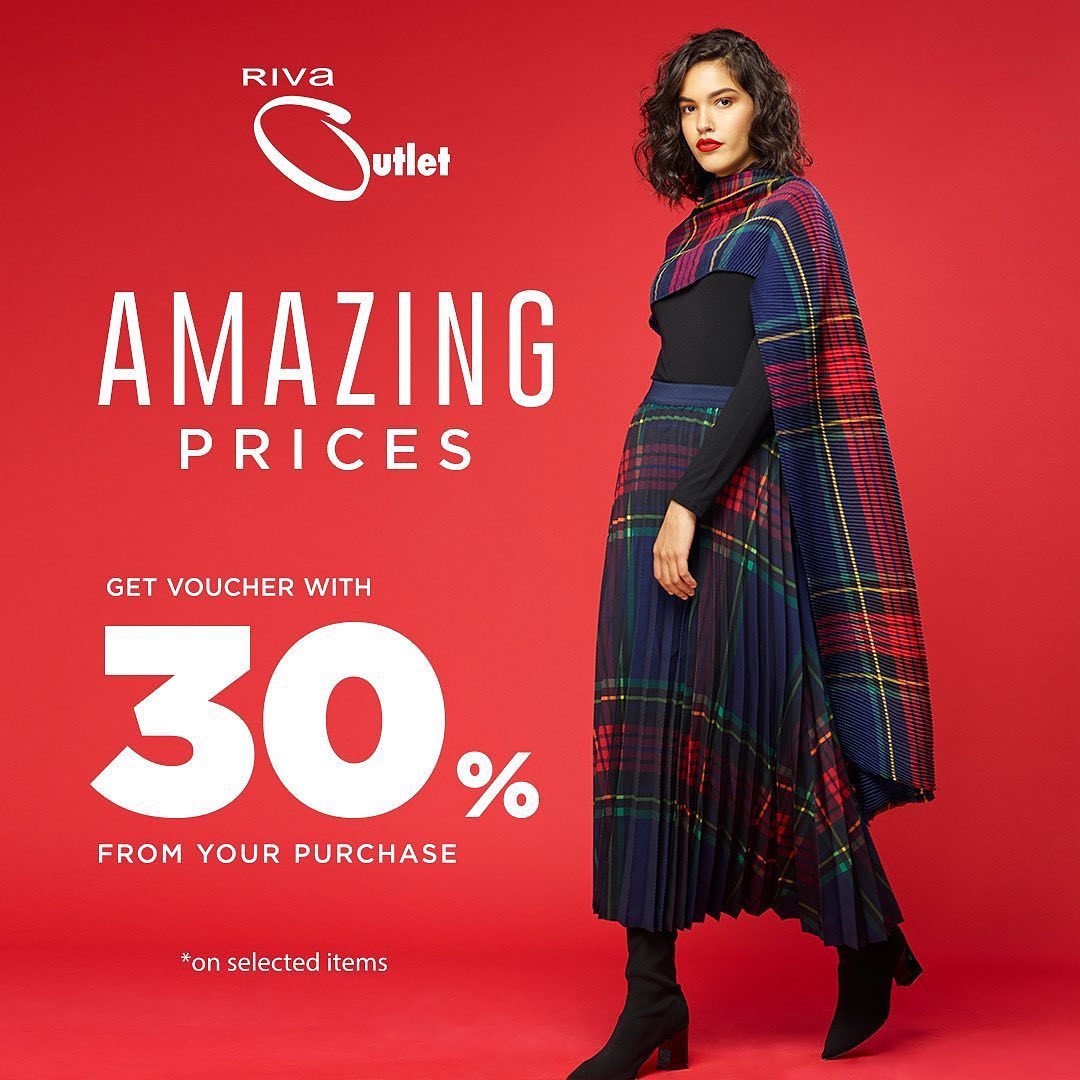 RIVa
Outlet
AMAZING
PRICES
GET VOUCHER WITH
30%
FROM YOUR PURCHASE
*on selected items